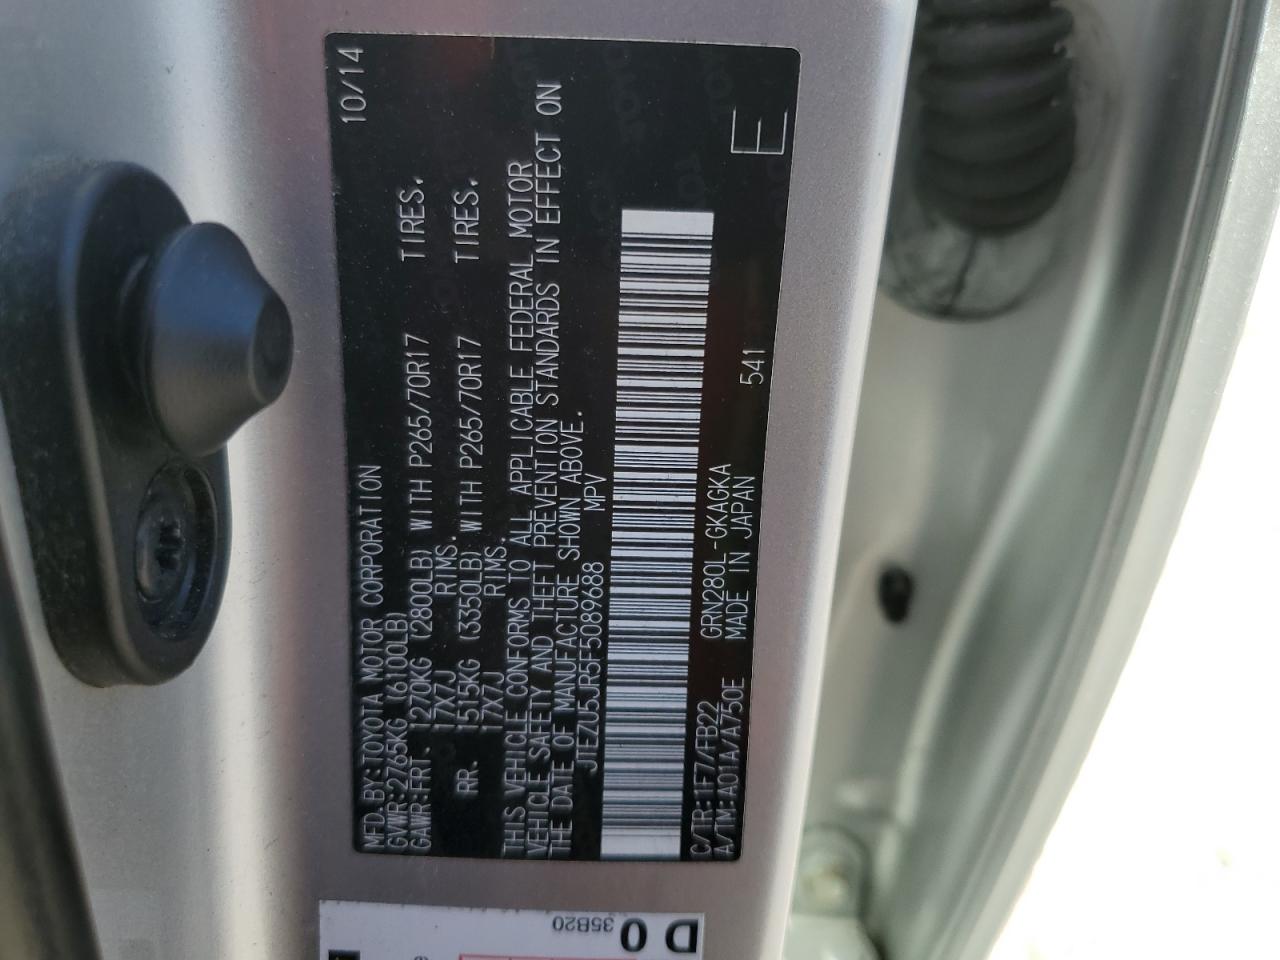 MFD. BY:TOYOTA MOTOR CORPORATION 10/14
GVWR:2765KG (6100LB)
GAWR:FRT. 1270KG (2800LB) WITH P265/70R17 TIRES.
17X7J RIMS.
RR. 1515KG (3350LB) WITH P265/70R17 TIRES.
17X7J RIMS.
THIS VEHICLE CONFORMS TO ALL APPLICABLE FEDERAL MOTOR
VEHICLE SAFETY AND THEFT PREVENTION STANDARDS IN EFFECT ON
THE DATE OF MANUFACTURE SHOWN ABOVE.
JTEZU5JR5F5089688 MPV
C/TR:1F7/FB22 GRN280L-GKAGKA
A/TM:A01A/A750E MADE IN JAPAN 541 E
D 0
35B20